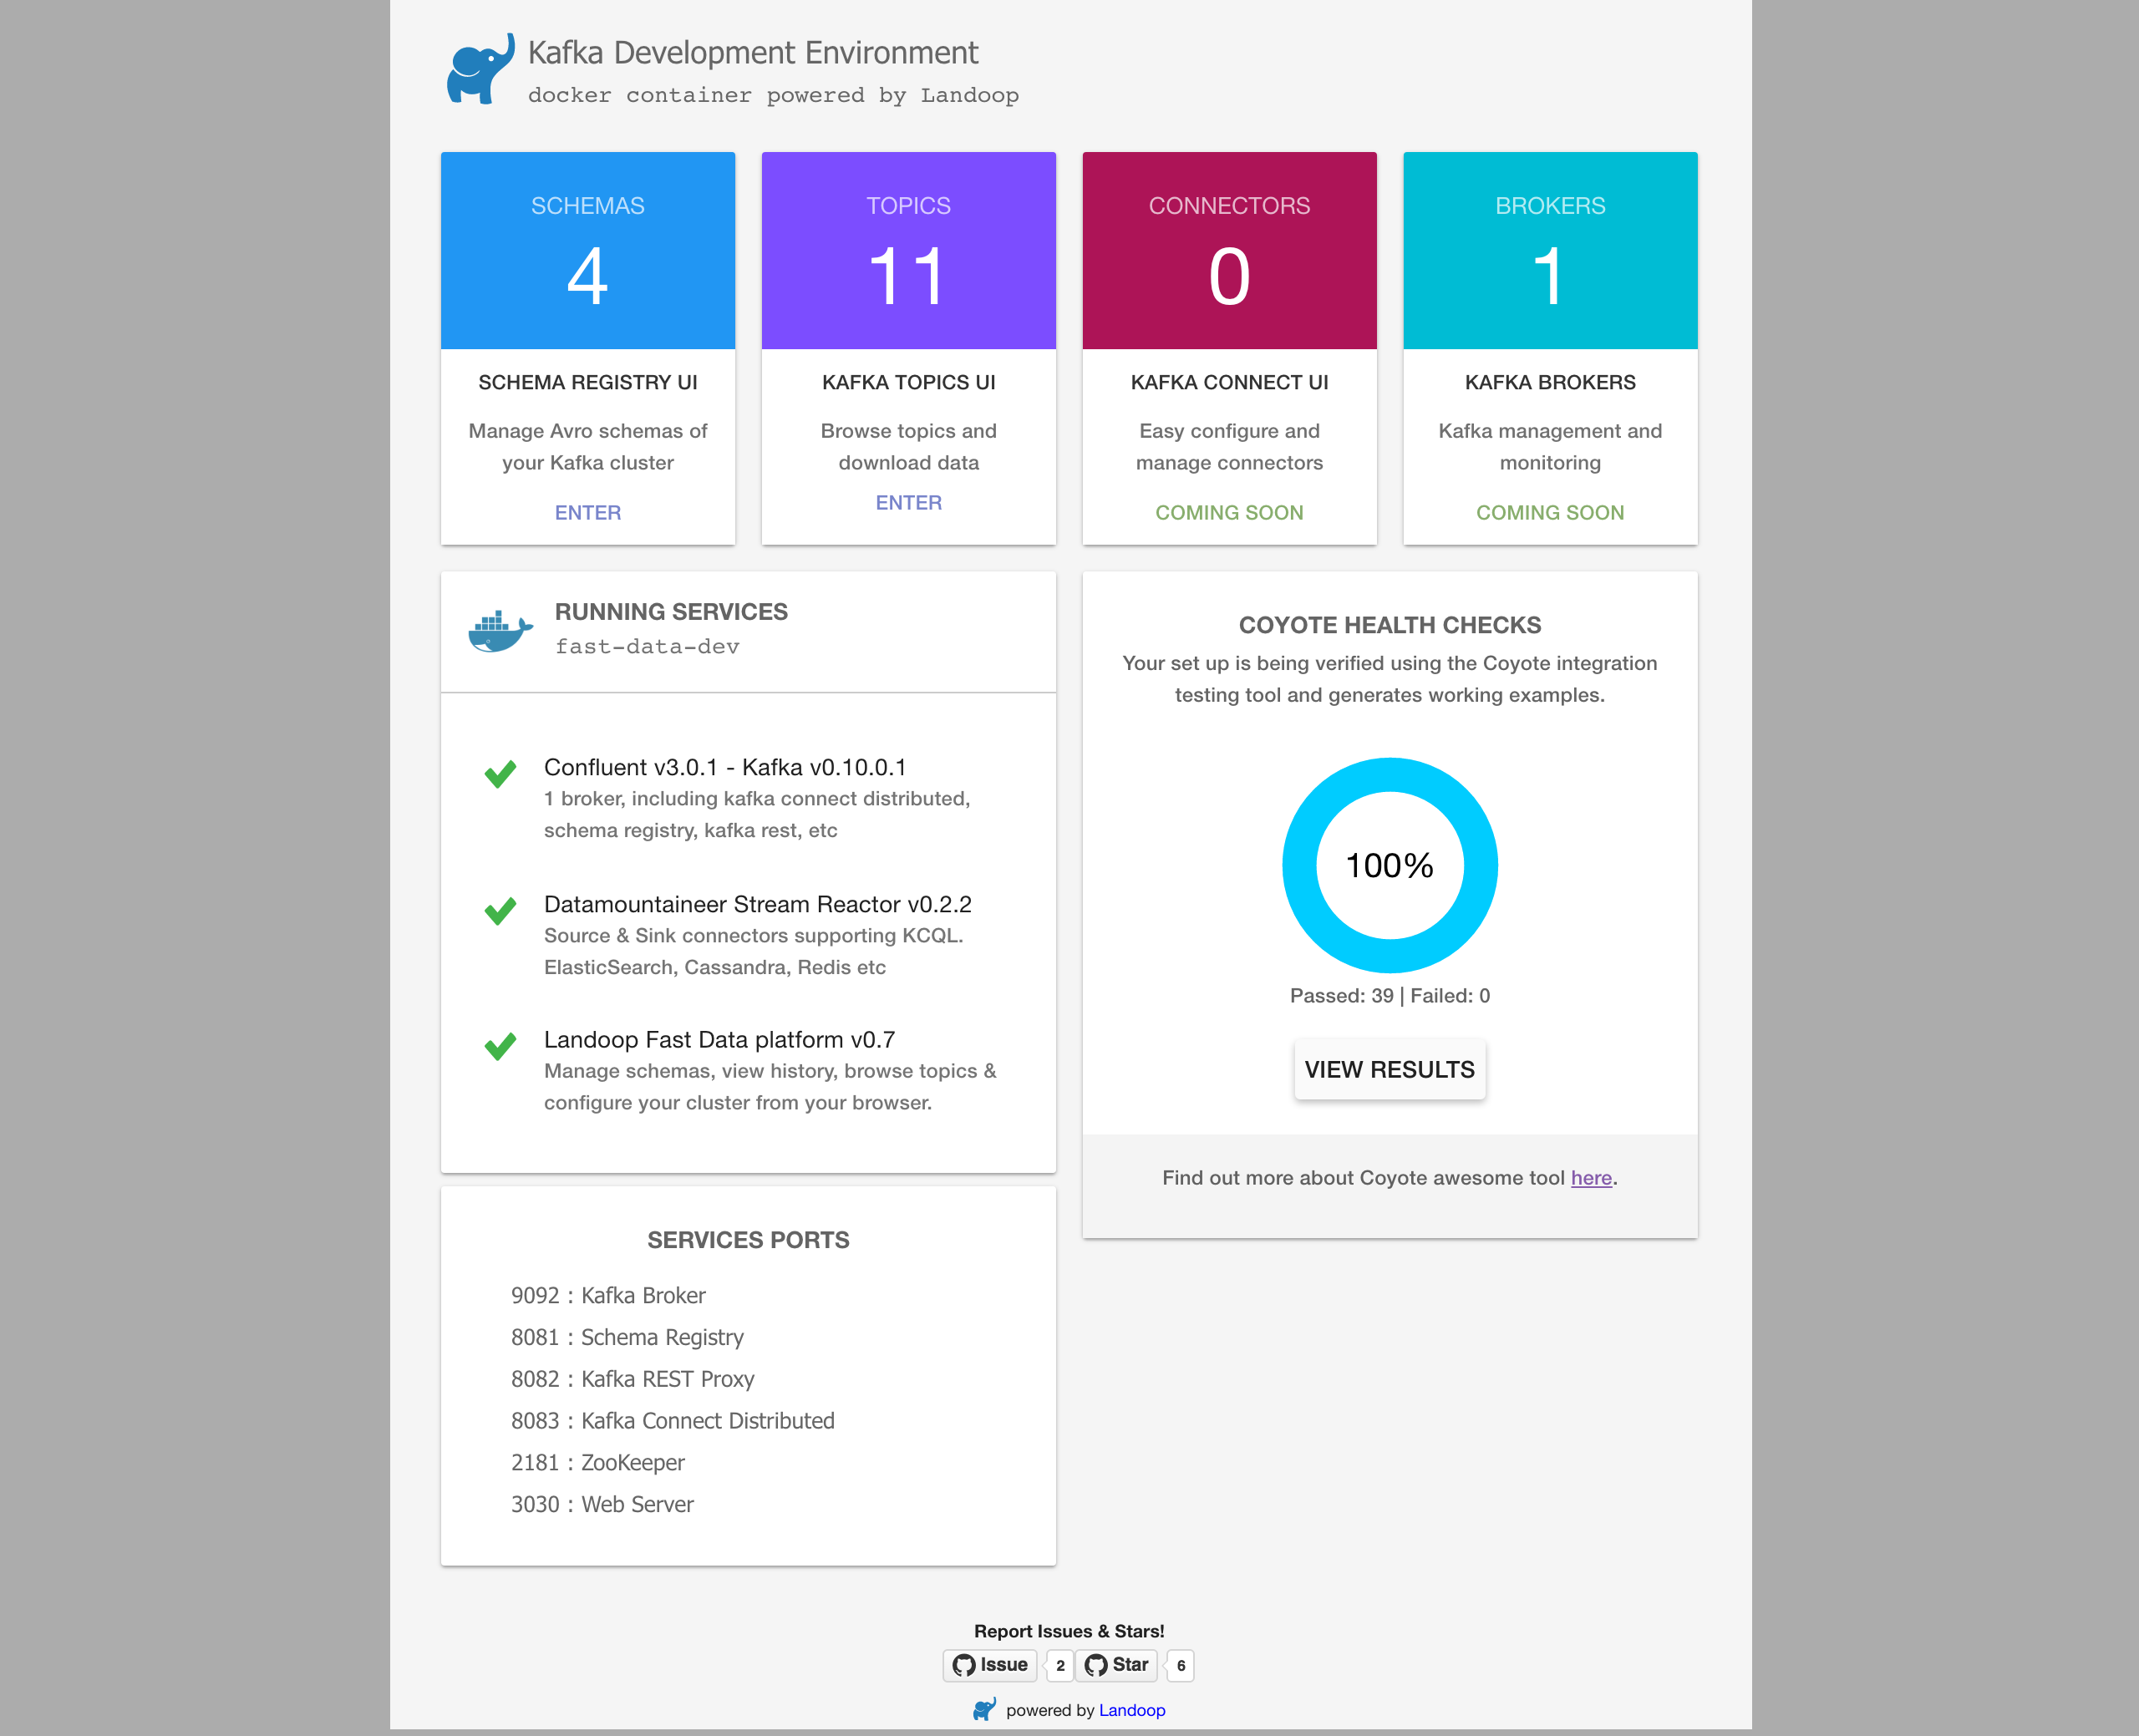 Kafka Development Environment
docker container powered by Landoop
SCHEMAS
4
SCHEMA REGISTRY UI
Manage Avro schemas of
your Kafka cluster
ENTER
TOPICS
11
KAFKA TOPICS UI
Browse topics and
download data
ENTER
CONNECTORS
0
KAFKA CONNECT UI
Easy configure and
manage connectors
COMING SOON
BROKERS
1
KAFKA BROKERS
Kafka management and
monitoring
COMING SOON
RUNNING SERVICES
fast-data-dev
Confluent v3.0.1 - Kafka v0.10.0.1
1 broker, including kafka connect distributed,
schema registry, kafka rest, etc
Datamountaineer Stream Reactor v0.2.2
Source & Sink connectors supporting KCQL.
ElasticSearch, Cassandra, Redis etc
Landoop Fast Data platform v0.7
Manage schemas, view history, browse topics &
configure your cluster from your browser.
COYOTE HEALTH CHECKS
Your set up is being verified using the Coyote integration
testing tool and generates working examples.
100%
Passed: 39 | Failed: 0
VIEW RESULTS
Find out more about Coyote awesome tool here.
SERVICES PORTS
9092 : Kafka Broker
8081 : Schema Registry
8082 : Kafka REST Proxy
8083 : Kafka Connect Distributed
2181 : ZooKeeper
3030 : Web Server
Report Issues & Stars!
Issue 2 Star 6
powered by Landoop